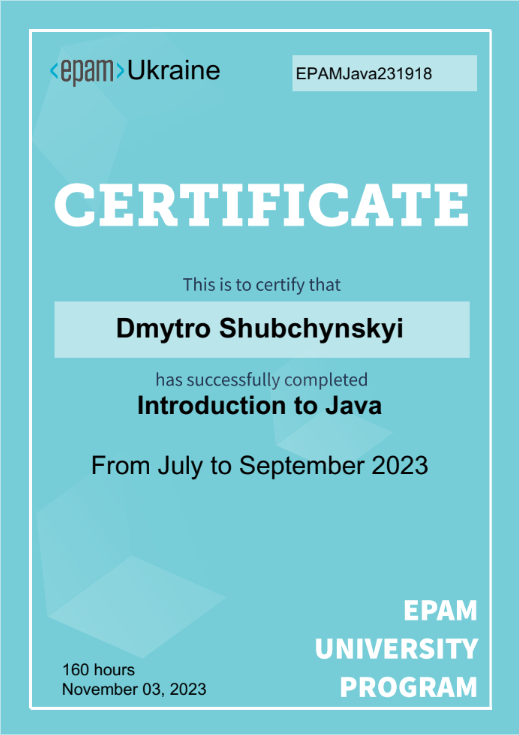 <epam> Ukraine
EPAMJava231918
CERTIFICATE
This is to certify that
Dmytro Shubchynskyi
has successfully completed
Introduction to Java
From July to September 2023
EPAM
UNIVERSITY
PROGRAM
160 hours
November 03, 2023